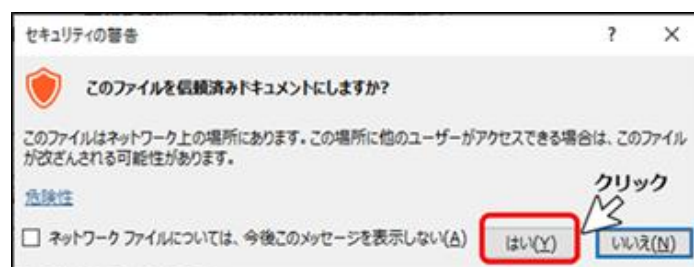 セキュリティの警告 ? ×
このファイルを信頼済みドキュメントにしますか?
このファイルはネットワーク上の場所にあります。この場所に他のユーザーがアクセスできる場合は、このファイル
が改ざんされる可能性があります。
危険性
クリック
ネットワーク ファイルについては、今後このメッセージを表示しない(A) はい(Y) いいえ(N)